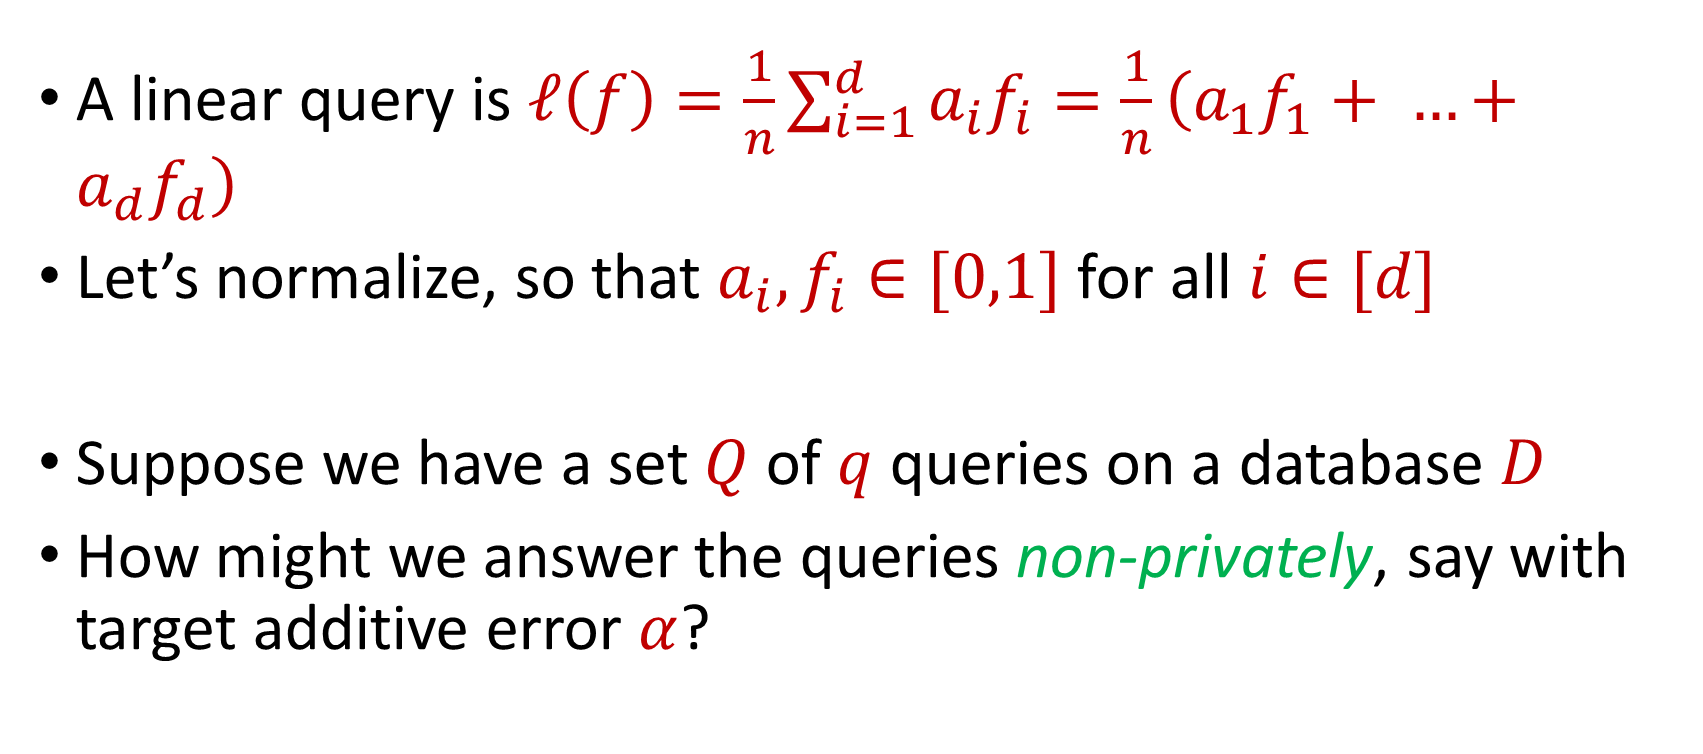 • A linear query is ℓ(f) = \frac{1}{n} ∑_{i=1}^{d} a_i f_i = \frac{1}{n} (a_1 f_1 + … +
a_d f_d)
• Let’s normalize, so that a_i, f_i ∈ [0,1] for all i ∈ [d]
• Suppose we have a set Q of q queries on a database D
• How might we answer the queries non-privately, say with
target additive error α?